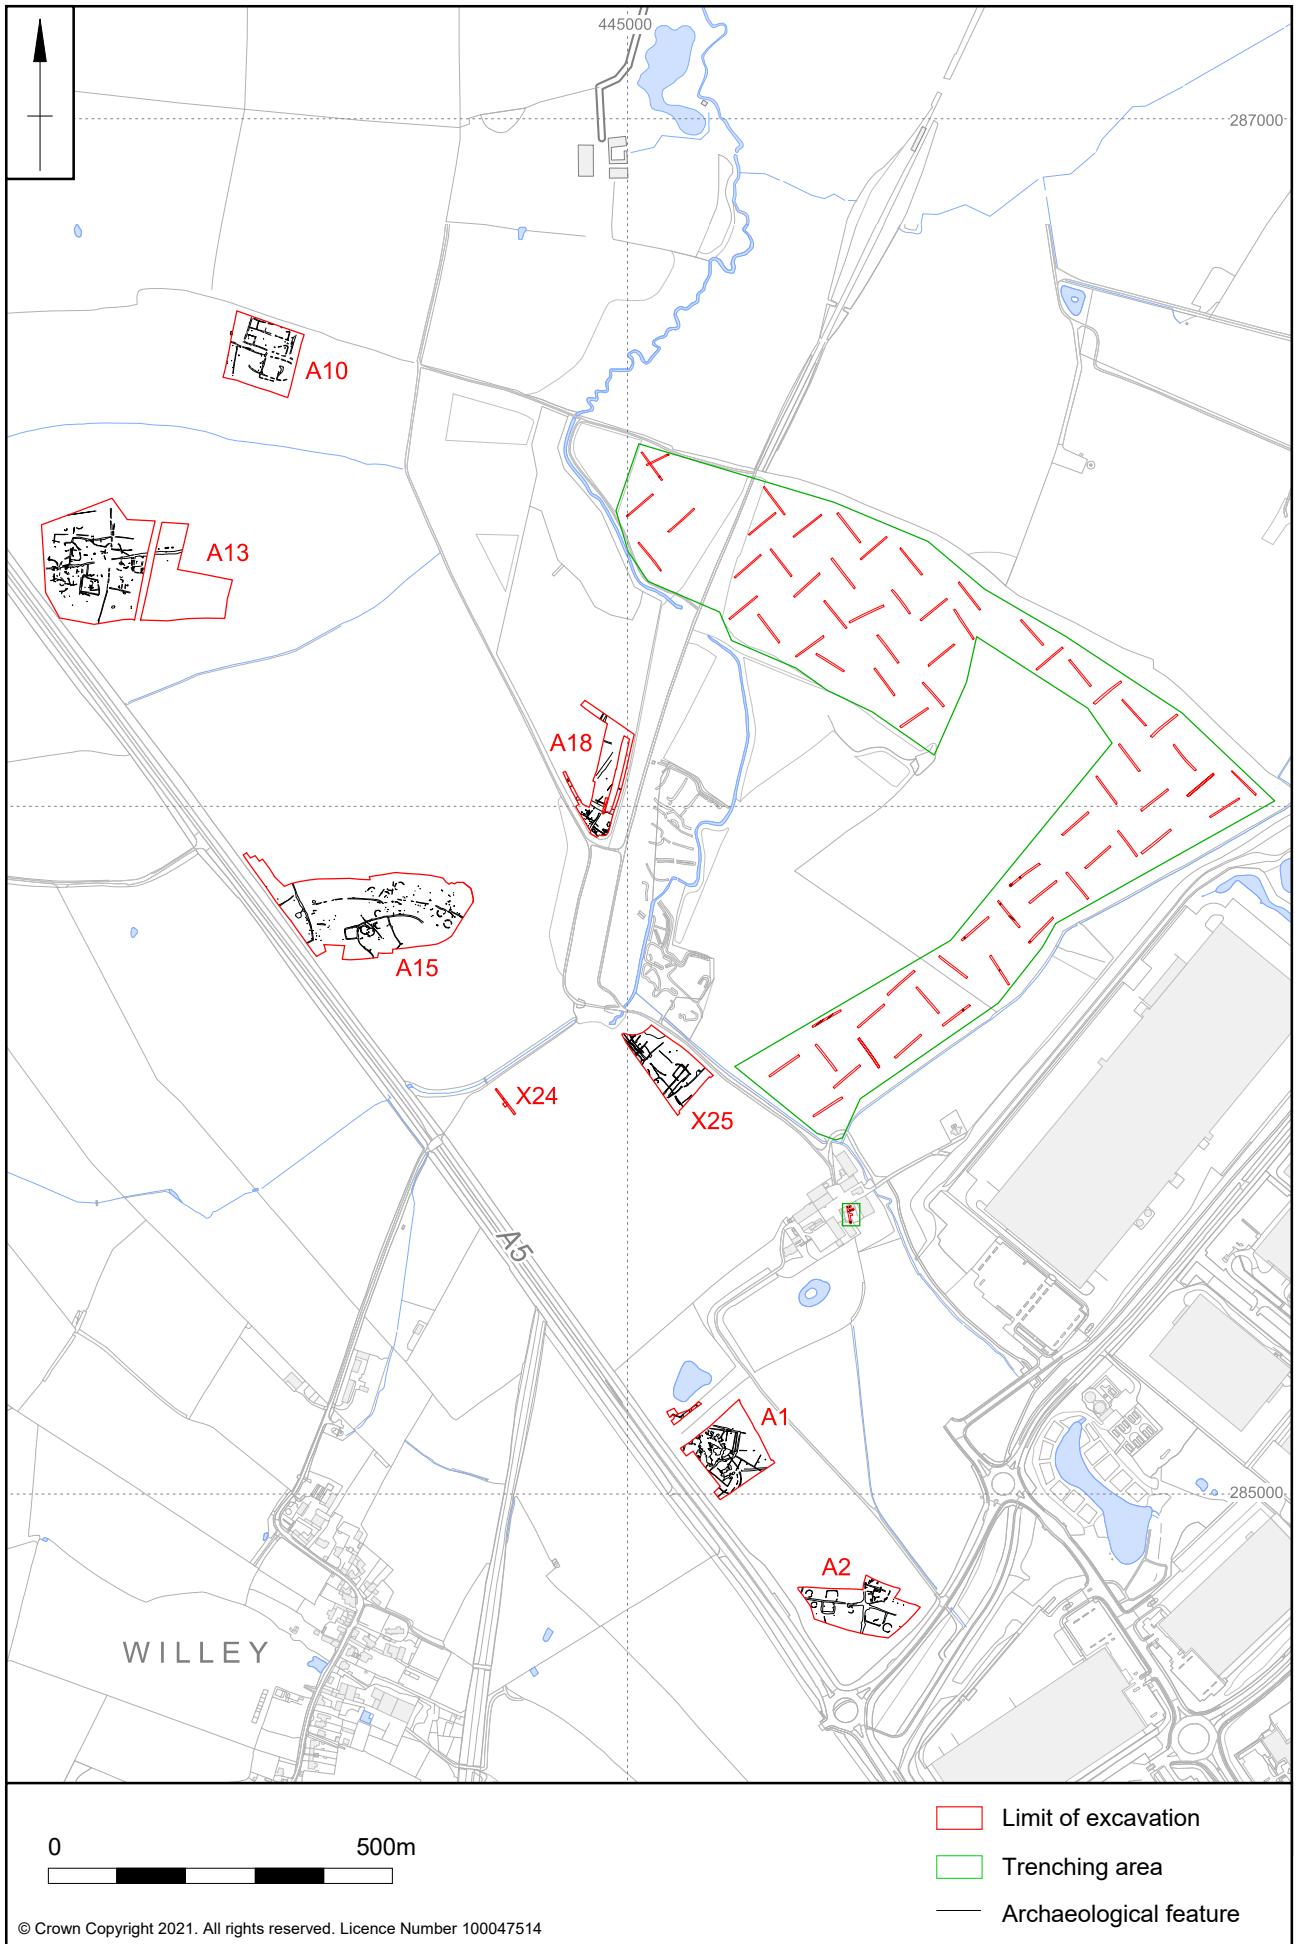 445000
287000
A10
A13
A18
A15
X24
X25
A5
A1
285000
A2
WILLEY
0 500m
Limit of excavation
Trenching area
Archaeological feature
© Crown Copyright 2021. All rights reserved. Licence Number 100047514